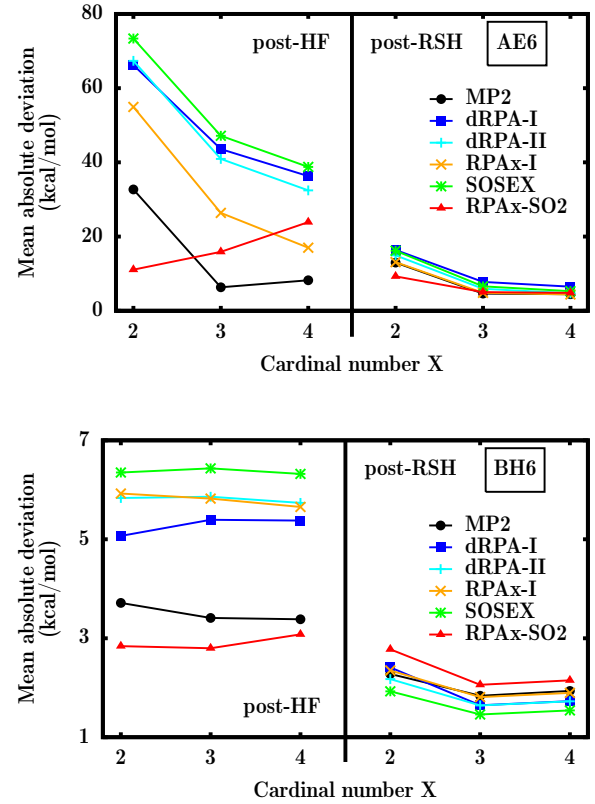 80
60
40
20
0
Mean absolute deviation
(kcal/mol)
post-HF
post-RSH
AE6
MP2
dRPA-I
dRPA-II
RPAx-I
SOSEX
RPAx-SO2
2 3 4 2 3 4
Cardinal number X
7
5
3
1
Mean absolute deviation
(kcal/mol)
post-RSH
BH6
MP2
dRPA-I
dRPA-II
RPAx-I
SOSEX
RPAx-SO2
post-HF
2 3 4 2 3 4
Cardinal number X